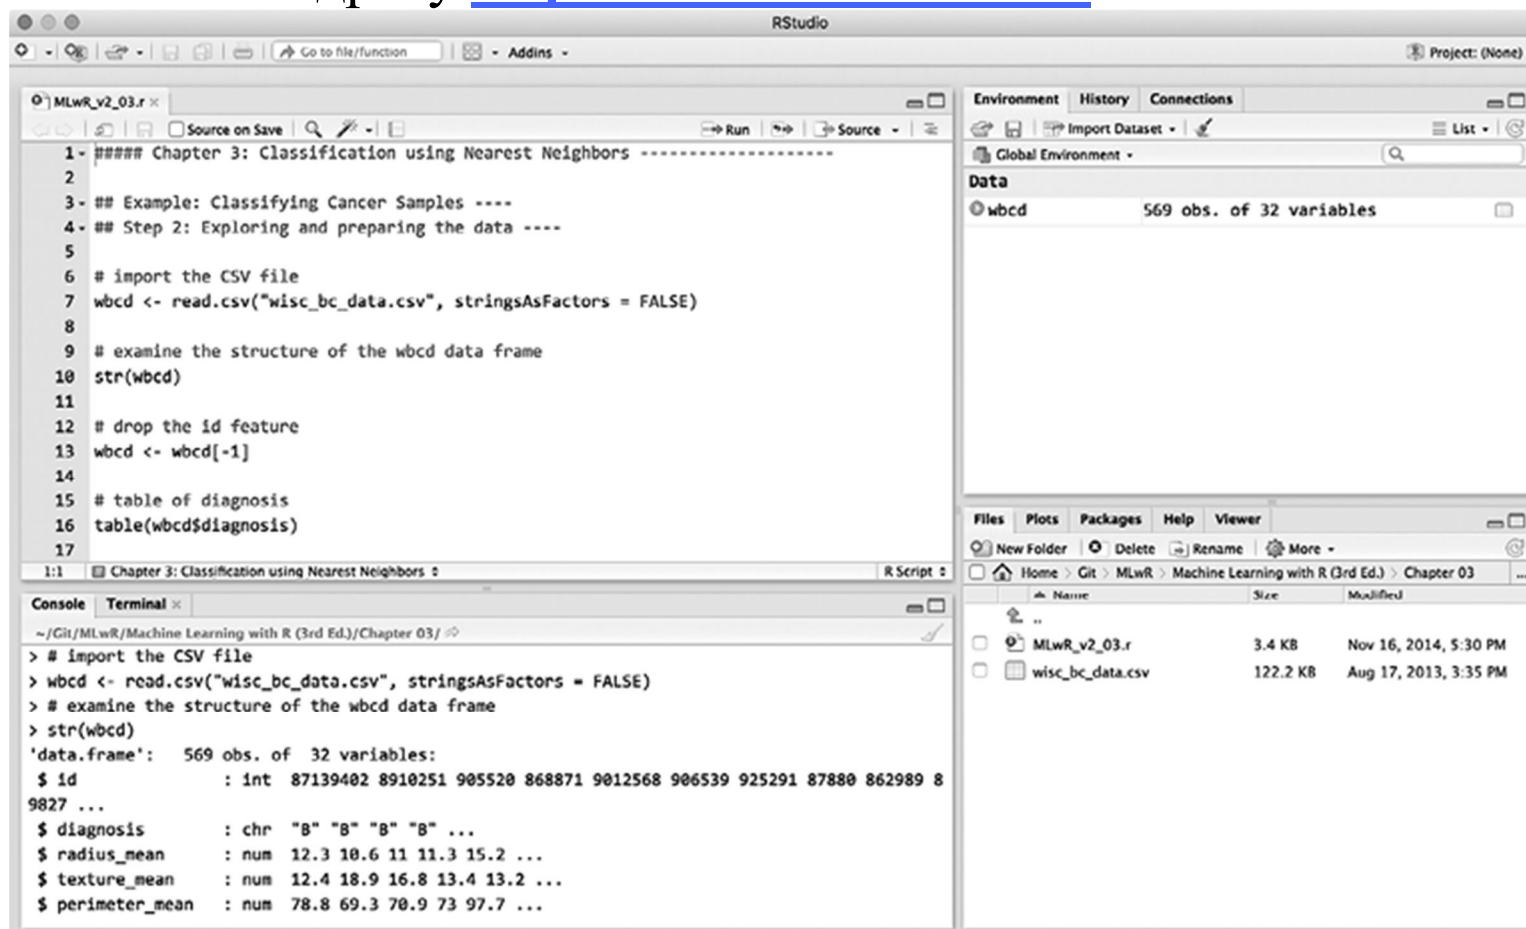 RStudio
Go to file/function Addins Project: (None)
MLwR_v2_03.r
Source on Save Run Source
1 ##### Chapter 3: Classification using Nearest Neighbors --------------------
2
3 ## Example: Classifying Cancer Samples ----
4 ## Step 2: Exploring and preparing the data ----
5
6 # import the CSV file
7 wbcd <- read.csv("wisc_bc_data.csv", stringsAsFactors = FALSE)
8
9 # examine the structure of the wbcd data frame
10 str(wbcd)
11
12 # drop the id feature
13 wbcd <- wbcd[-1]
14
15 # table of diagnosis
16 table(wbcd$diagnosis)
17
1:1 Chapter 3: Classification using Nearest Neighbors R Script
Console Terminal
~/Git/MLwR/Machine Learning with R (3rd Ed.)/Chapter 03/
> # import the CSV file
> wbcd <- read.csv("wisc_bc_data.csv", stringsAsFactors = FALSE)
> # examine the structure of the wbcd data frame
> str(wbcd)
'data.frame': 569 obs. of 32 variables:
$ id : int 87139402 8910251 905520 868871 9012568 906539 925291 87880 862989 8
9827 ...
$ diagnosis : chr "B" "B" "B" "B" ...
$ radius_mean : num 12.3 10.6 11 11.3 15.2 ...
$ texture_mean : num 12.4 18.9 16.8 13.4 13.2 ...
$ perimeter_mean : num 78.8 69.3 70.9 73 97.7 ...
Environment History Connections
Import Dataset List
Global Environment
Data
wbcd 569 obs. of 32 variables
Files Plots Packages Help Viewer
New Folder Delete Rename More
Home > Git > MLwR > Machine Learning with R (3rd Ed.) > Chapter 03 ...
Name Size Modified
..
MLwR_v2_03.r 3.4 KB Nov 16, 2014, 5:30 PM
wisc_bc_data.csv 122.2 KB Aug 17, 2013, 3:35 PM